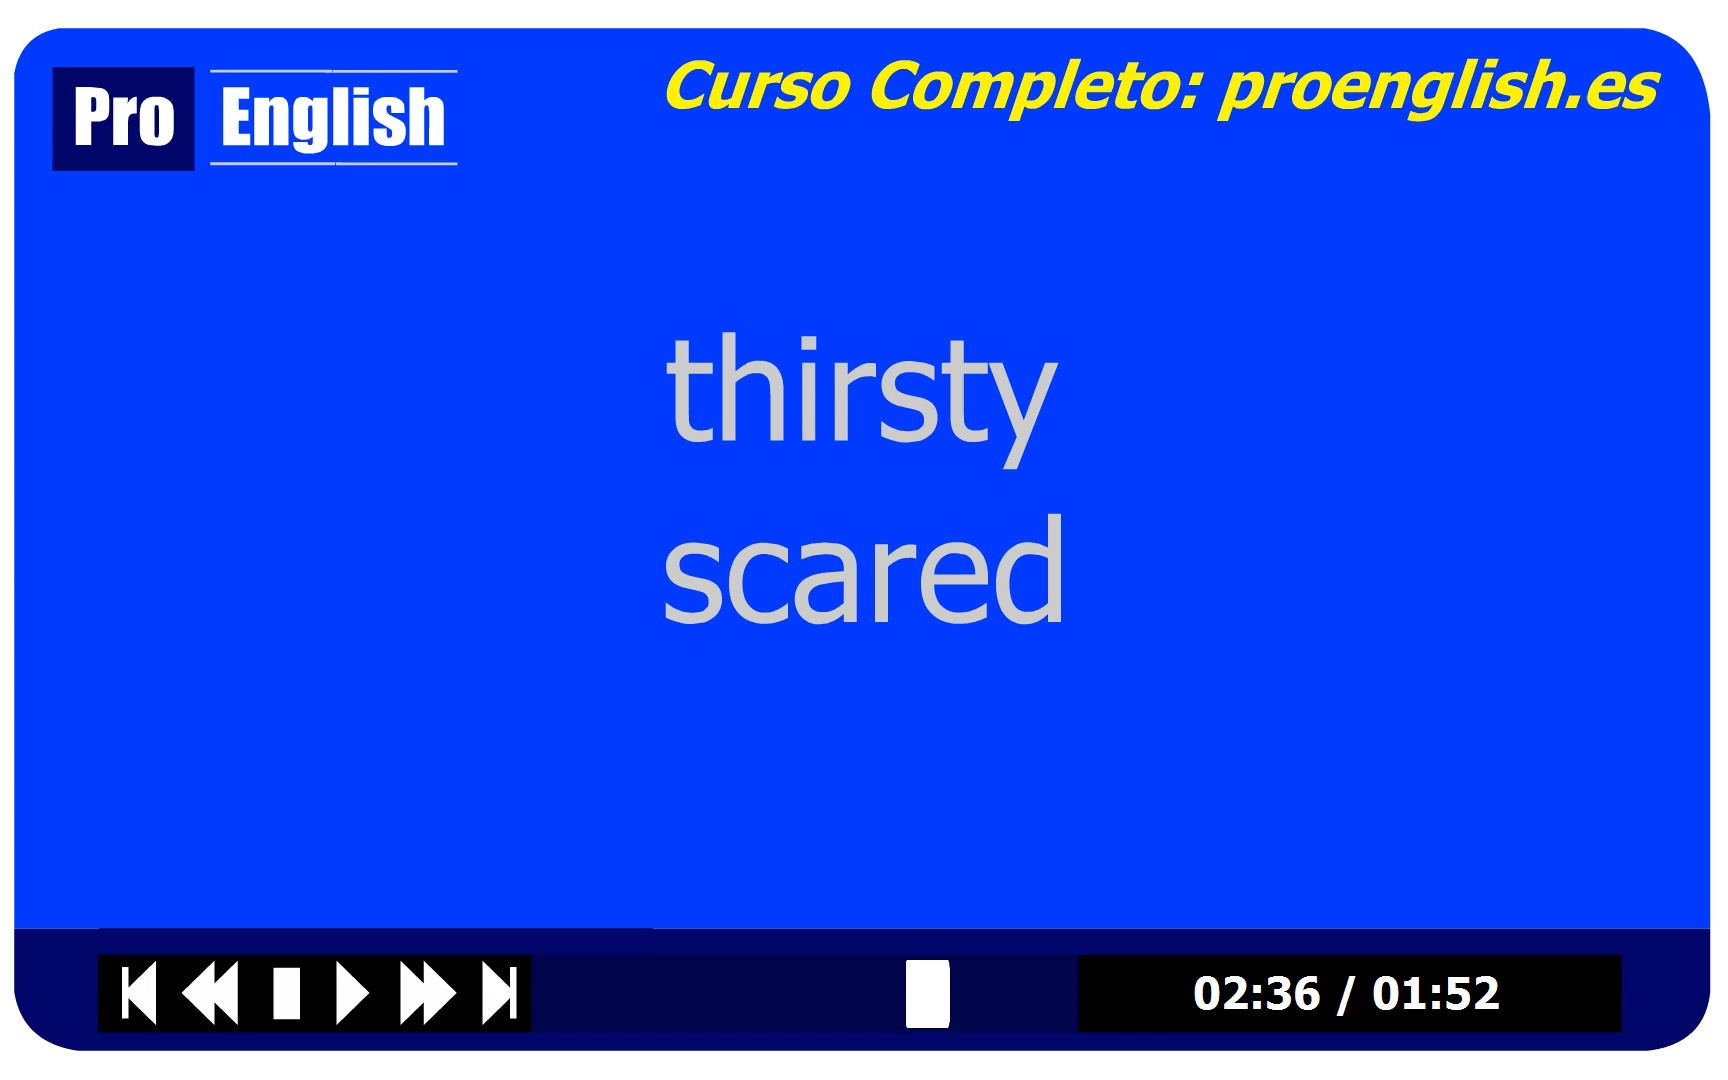 Pro English
Curso Completo: proenglish.es
thirsty
scared
02:36 / 01:52